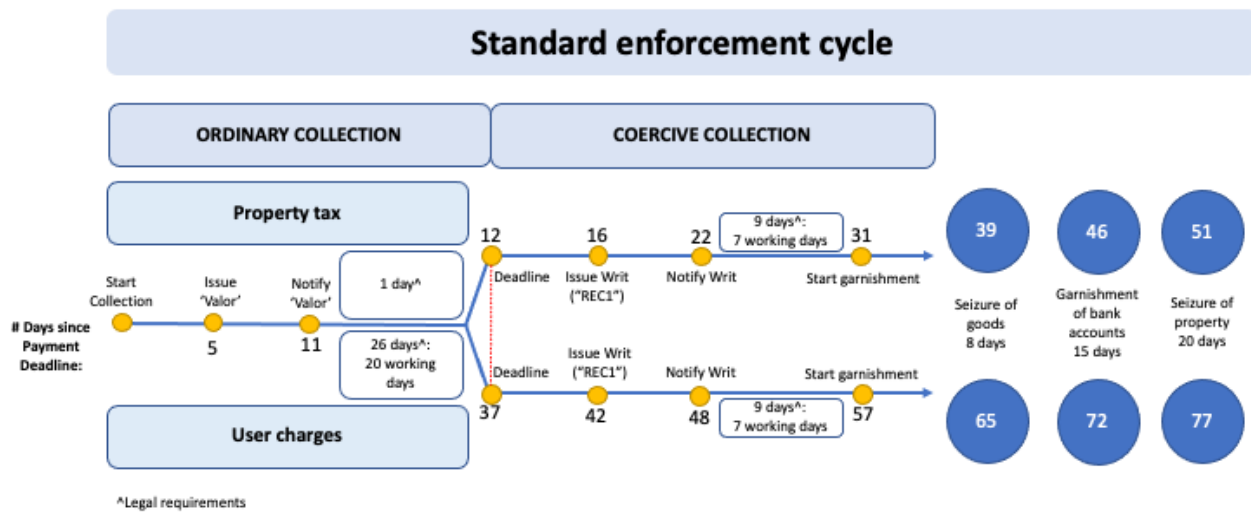 Standard enforcement cycle
ORDINARY COLLECTION
COERCIVE COLLECTION
Property tax
12
16
22
9 days^:
7 working days
31
Deadline
Issue Writ
("REC1")
Notify Writ
Start garnishment
39
46
51
Start
Collection
Issue
'Valor'
Notify
'Valor'
1 day^
# Days since
Payment
Deadline:
5
11
26 days^:
20 working
days
Seizure of
goods
8 days
Garnishment
of bank
accounts
15 days
Seizure of
property
20 days
Deadline
Issue Writ
("REC1")
Notify Writ
Start garnishment
37
42
48
9 days^:
7 working days
57
65
72
77
User charges
^Legal requirements